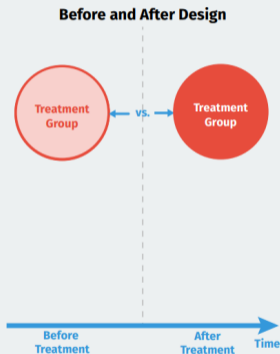 Before and After Design
Treatment
Group
vs.
Treatment
Group
Before
Treatment
After
Treatment
Time